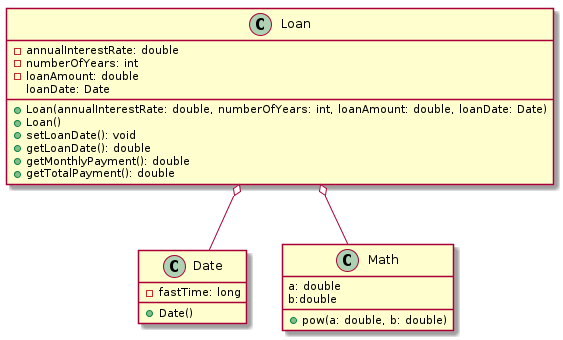 C Loan
annualInterestRate: double
numberOfYears: int
loanAmount: double
loanDate: Date
Loan(annualInterestRate: double, numberOfYears: int, loanAmount: double, loanDate: Date)
Loan()
setLoanDate(): void
getLoanDate(): double
getMonthlyPayment(): double
getTotalPayment(): double
C Date
fastTime: long
Date()
C Math
a: double
b:double
pow(a: double, b: double)